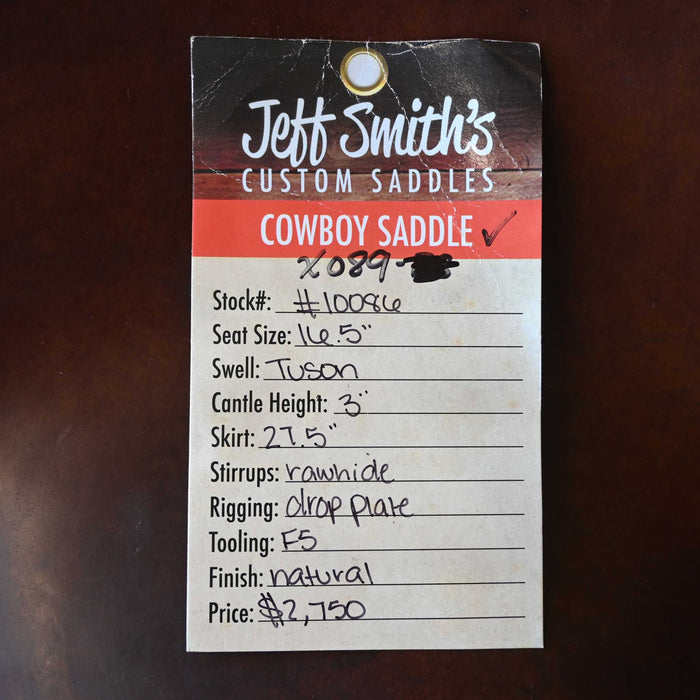 Jeff Smith's
CUSTOM SADDLES
COWBOY SADDLE ✓
X089
Stock#: #10086
Seat Size: 16.5"
Swell: Tuson
Cantle Height: 3"
Skirt: 27.5"
Stirrups: rawhide
Rigging: drop plate
Tooling: F5
Finish: natural
Price: $2,750